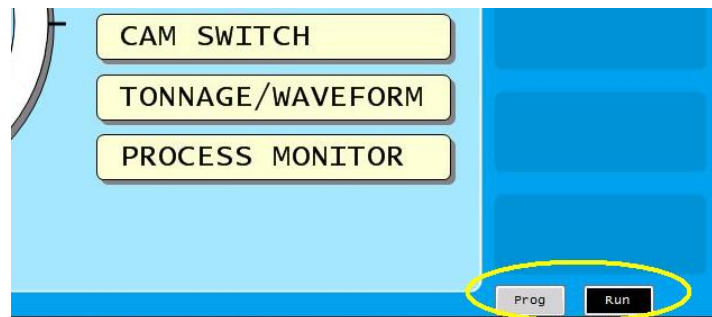 CAM SWITCH
TONNAGE/WAVEFORM
PROCESS MONITOR
Prog Run